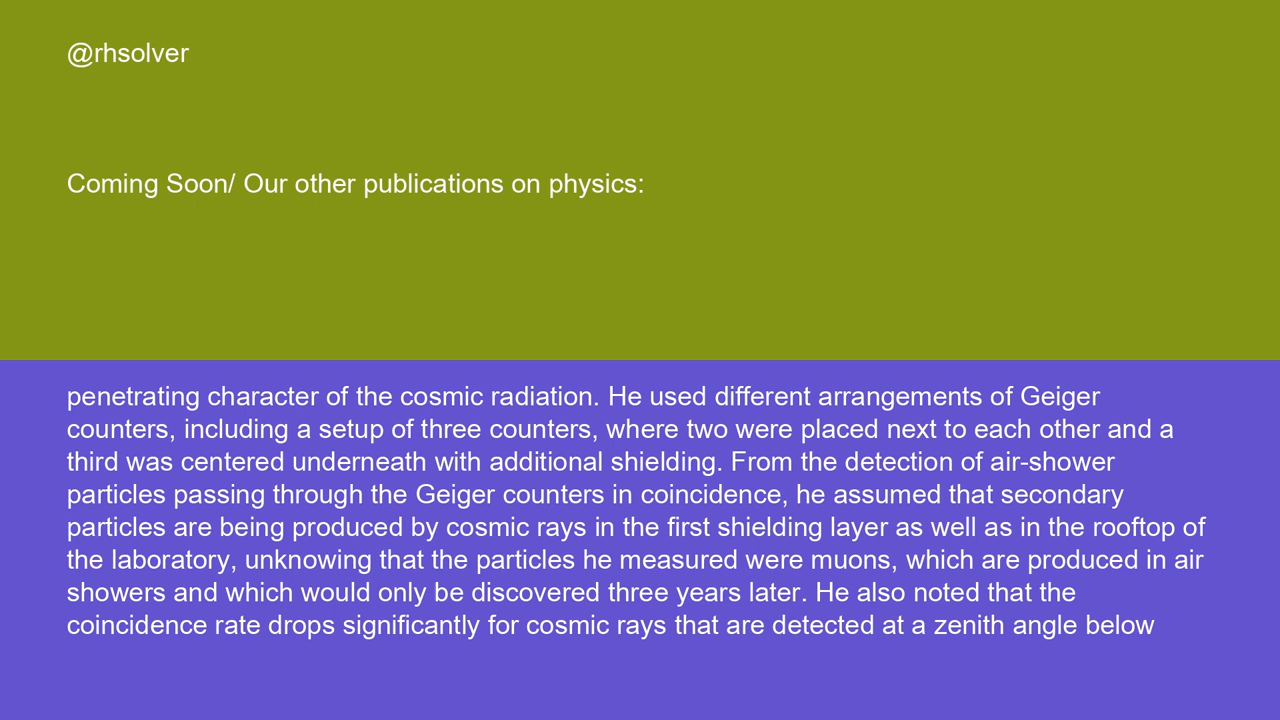 @rhsolver
Coming Soon/ Our other publications on physics:
penetrating character of the cosmic radiation. He used different arrangements of Geiger
counters, including a setup of three counters, where two were placed next to each other and a
third was centered underneath with additional shielding. From the detection of air-shower
particles passing through the Geiger counters in coincidence, he assumed that secondary
particles are being produced by cosmic rays in the first shielding layer as well as in the rooftop of
the laboratory, unknowing that the particles he measured were muons, which are produced in air
showers and which would only be discovered three years later. He also noted that the
coincidence rate drops significantly for cosmic rays that are detected at a zenith angle below